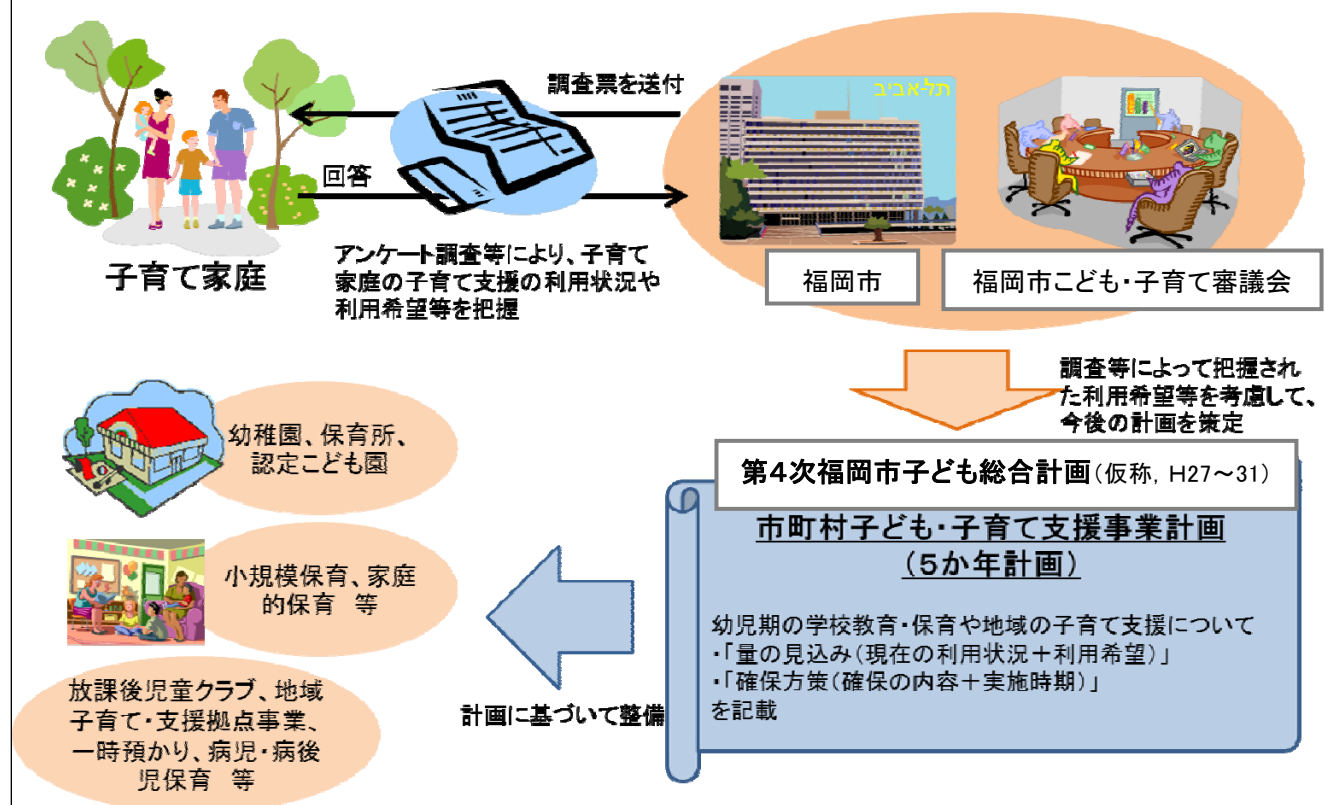 調査票を送付
回答
תל-אביב
子育て家庭
アンケート調査等により、子育て
家庭の子育て支援の利用状況や
利用希望等を把握
福岡市
福岡市こども・子育て審議会
調査等によって把握され
た利用希望等を考慮して、
今後の計画を策定
幼稚園、保育所、
認定こども園
小規模保育、家庭
的保育　等
放課後児童クラブ、地域
子育て・支援拠点事業、
一時預かり、病児・病後
児保育　等
計画に基づいて整備
第４次福岡市子ども総合計画(仮称, H27～31)
市町村子ども・子育て支援事業計画
(５か年計画)
幼児期の学校教育・保育や地域の子育て支援について
・「量の見込み(現在の利用状況＋利用希望)」
・「確保方策(確保の内容＋実施時期)」
を記載